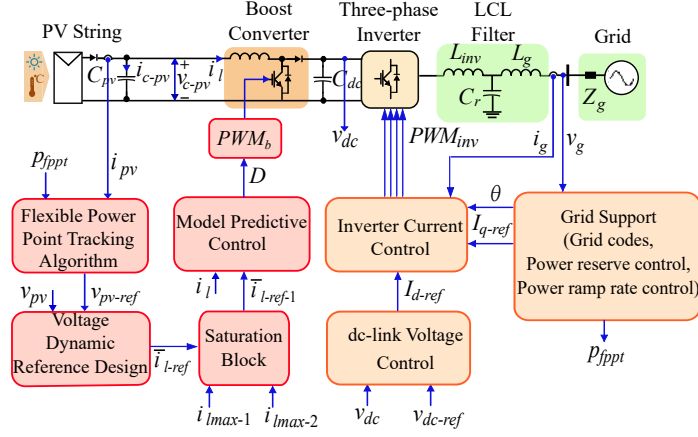 PV String
Boost
Converter
Three-phase
Inverter
LCL
Filter
Grid
°C
C_pv
i_c-pv
+
v_c-pv
−
i_l
C_dc
L_inv
L_g
C_r
Z_g
PWM_b
v_dc
PWM_inv
i_g
v_g
p_fppt
i_pv
D
θ
I_q-ref
Flexible Power
Point Tracking
Algorithm
Model Predictive
Control
Inverter Current
Control
Grid Support
(Grid codes,
Power reserve control,
Power ramp rate control)
v_pv
v_pv-ref
i_l
i̅_l-ref-1
I_d-ref
Voltage
Dynamic
Reference Design
i̅_l-ref
Saturation
Block
dc-link Voltage
Control
p_fppt
i_lmax-1
i_lmax-2
v_dc
v_dc-ref